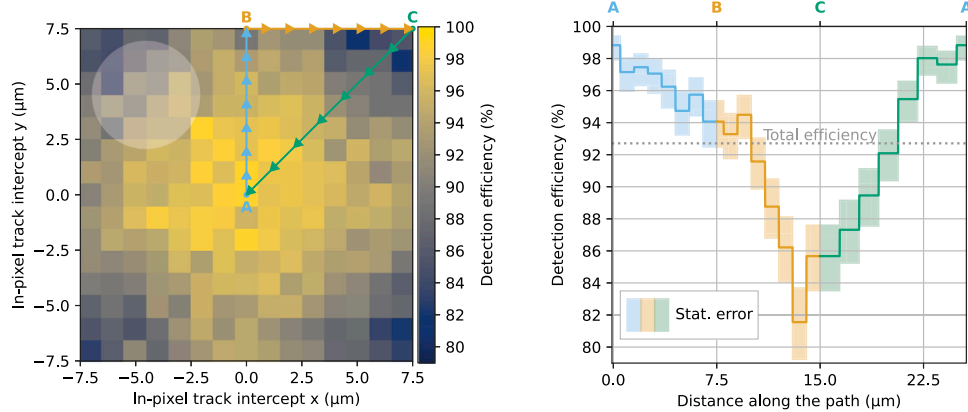 B C
7.5
5.0
2.5
0.0
−2.5
−5.0
−7.5
A
−7.5 −5.0 −2.5 0.0 2.5 5.0 7.5
In-pixel track intercept x (μm)
In-pixel track intercept y (μm)
100
98
96
94
92
90
88
86
84
82
80
Detection efficiency (%)
A B C A
100
98
96
94
92
90
88
86
84
82
80
Detection efficiency (%)
Total efficiency
Stat. error
0.0 7.5 15.0 22.5
Distance along the path (μm)